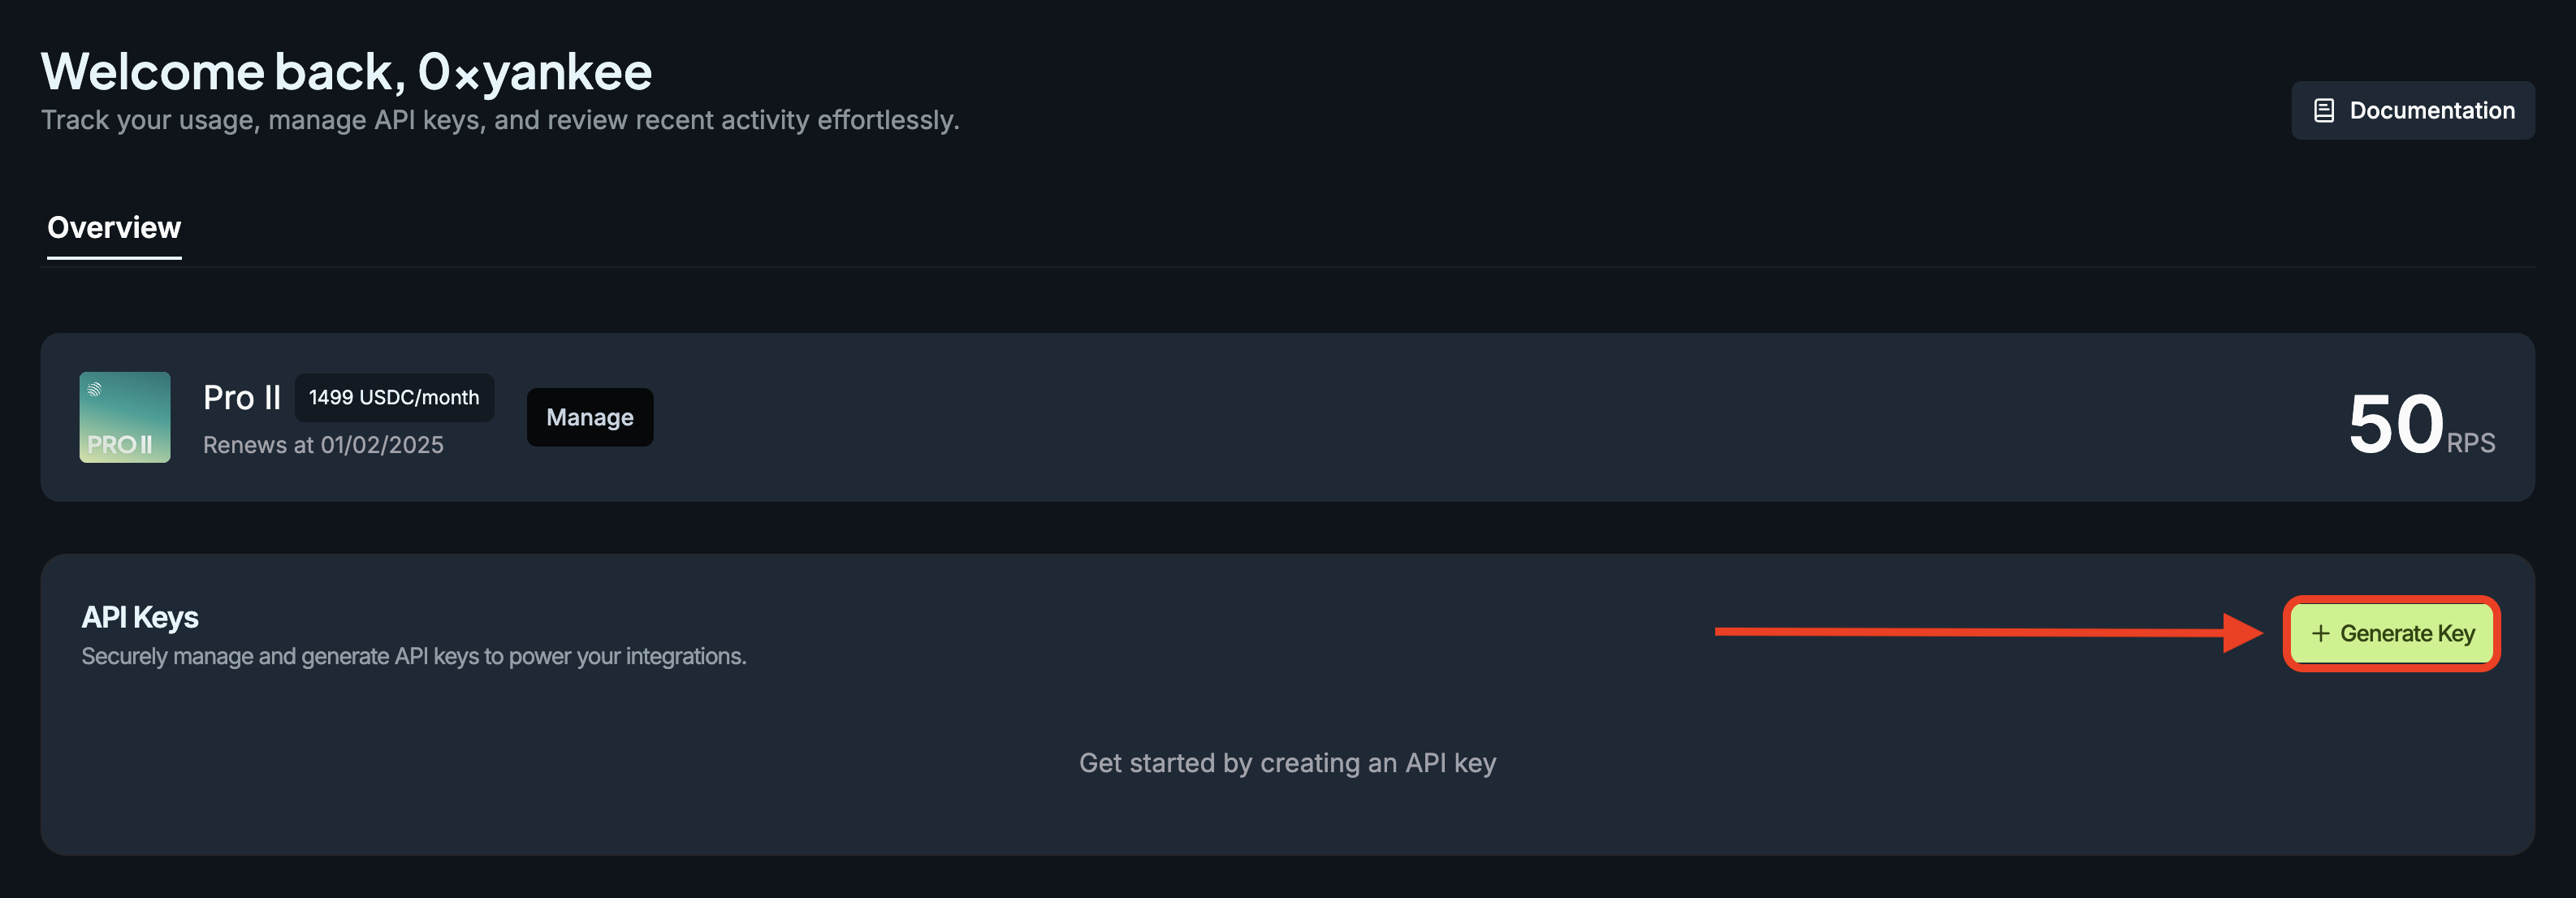 Welcome back, 0xyankee
Track your usage, manage API keys, and review recent activity effortlessly.
Documentation
Overview
PRO II
Pro II
1499 USDC/month
Renews at 01/02/2025
Manage
50 RPS
API Keys
Securely manage and generate API keys to power your integrations.
+ Generate Key
Get started by creating an API key